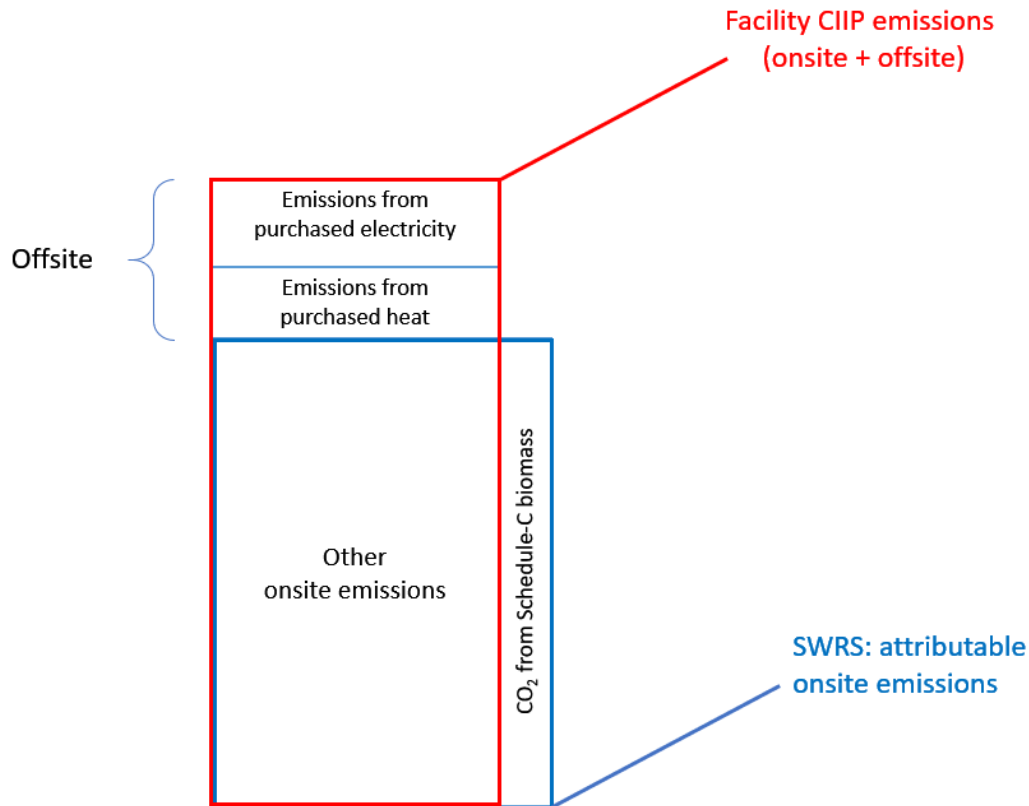 Facility CIIP emissions
(onsite + offsite)
Emissions from
purchased electricity
Offsite
Emissions from
purchased heat
Other
onsite emissions
CO₂ from Schedule-C biomass
SWRS: attributable
onsite emissions